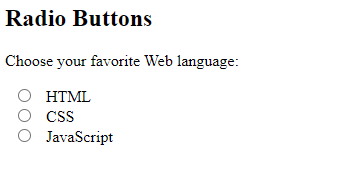 Radio Buttons
Choose your favorite Web language:
HTML
CSS
JavaScript